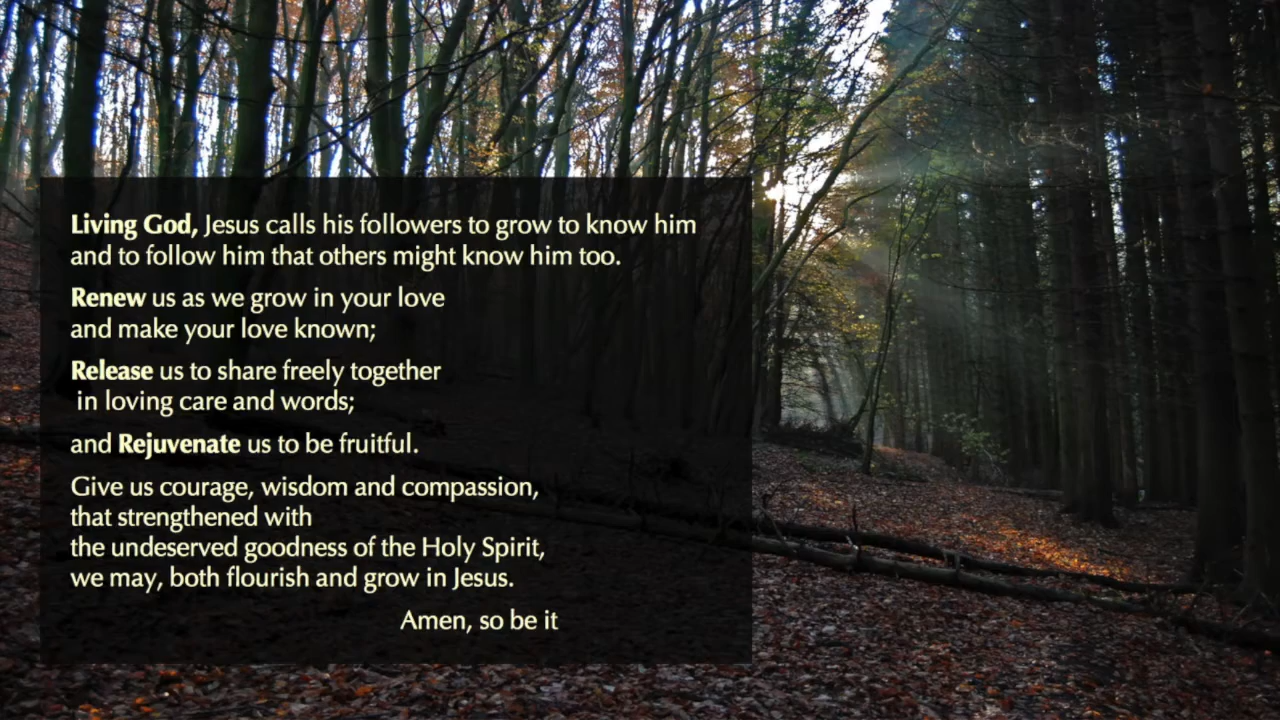 Living God, Jesus calls his followers to grow to know him
and to follow him that others might know him too.
Renew us as we grow in your love
and make your love known;
Release us to share freely together
in loving care and words;
and Rejuvenate us to be fruitful.
Give us courage, wisdom and compassion,
that strengthened with
the undeserved goodness of the Holy Spirit,
we may, both flourish and grow in Jesus.
Amen, so be it